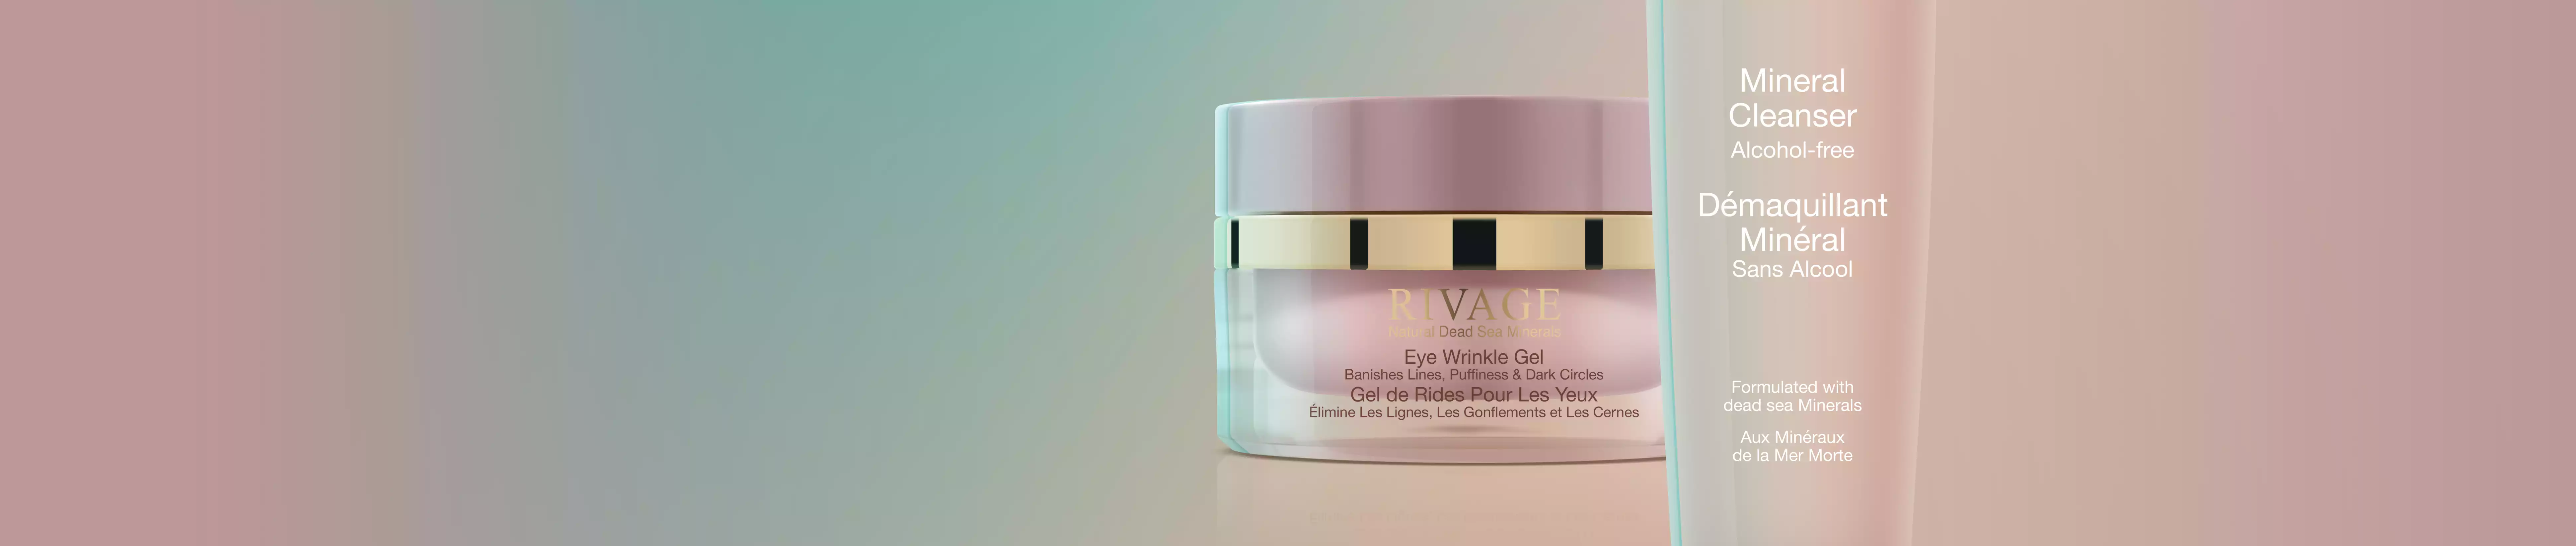 RIVAGE
Natural Dead Sea Minerals
Eye Wrinkle Gel
Banishes Lines, Puffiness & Dark Circles
Gel de Rides Pour Les Yeux
Élimine Les Lignes, Les Gonflements et Les Cernes
Mineral
Cleanser
Alcohol-free
Démaquillant
Minéral
Sans Alcool
Formulated with
dead sea Minerals
Aux Minéraux
de la Mer Morte